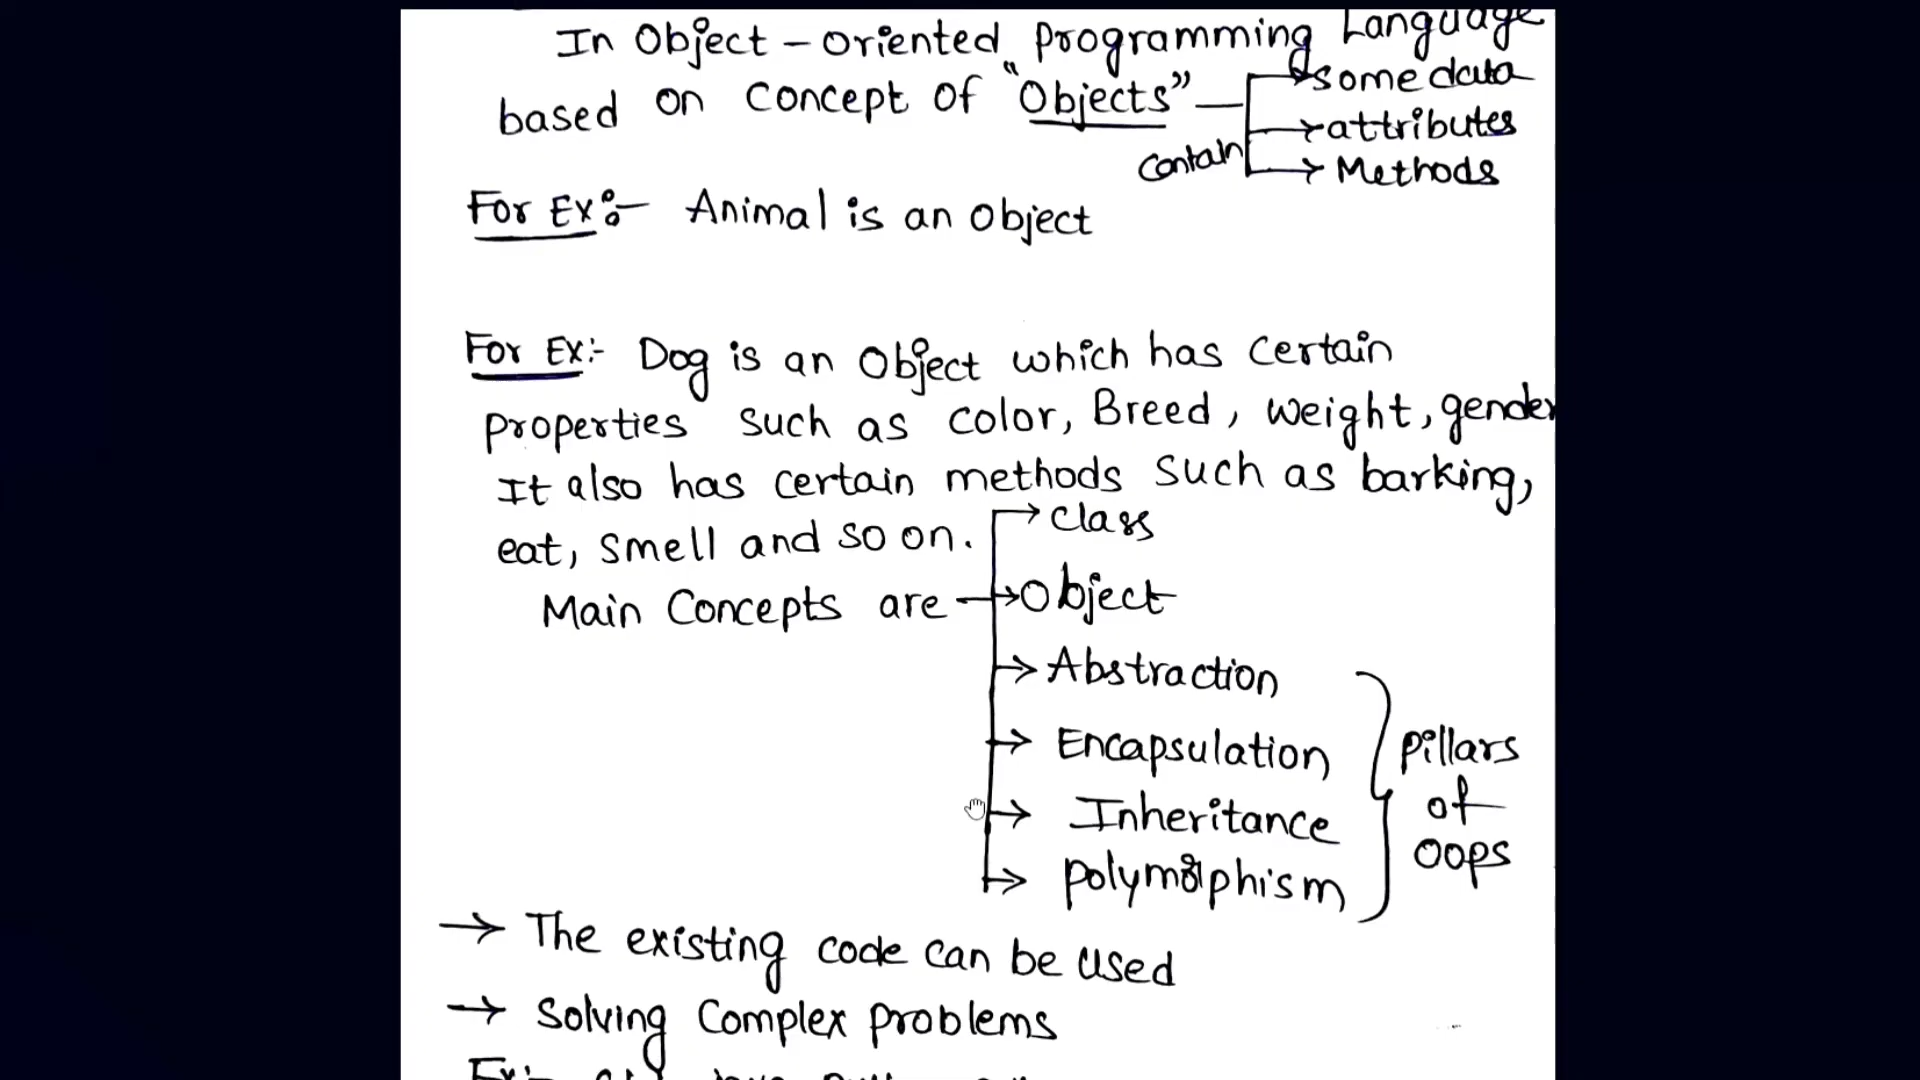 In Object - oriented programming Language
based on concept of "Objects" → some data
→ attributes
contain → Methods
For Ex:- Animal is an object
For Ex:- Dog is an Object which has certain
properties such as color, Breed, weight, gender
It also has certain methods such as barking,
eat, smell and so on.
Main Concepts are → class
→ Object
→ Abstraction
→ Encapsulation
→ Inheritance
→ polymorphism
pillars
of
oops
→ The existing code can be used
→ Solving Complex problems
Ex:-